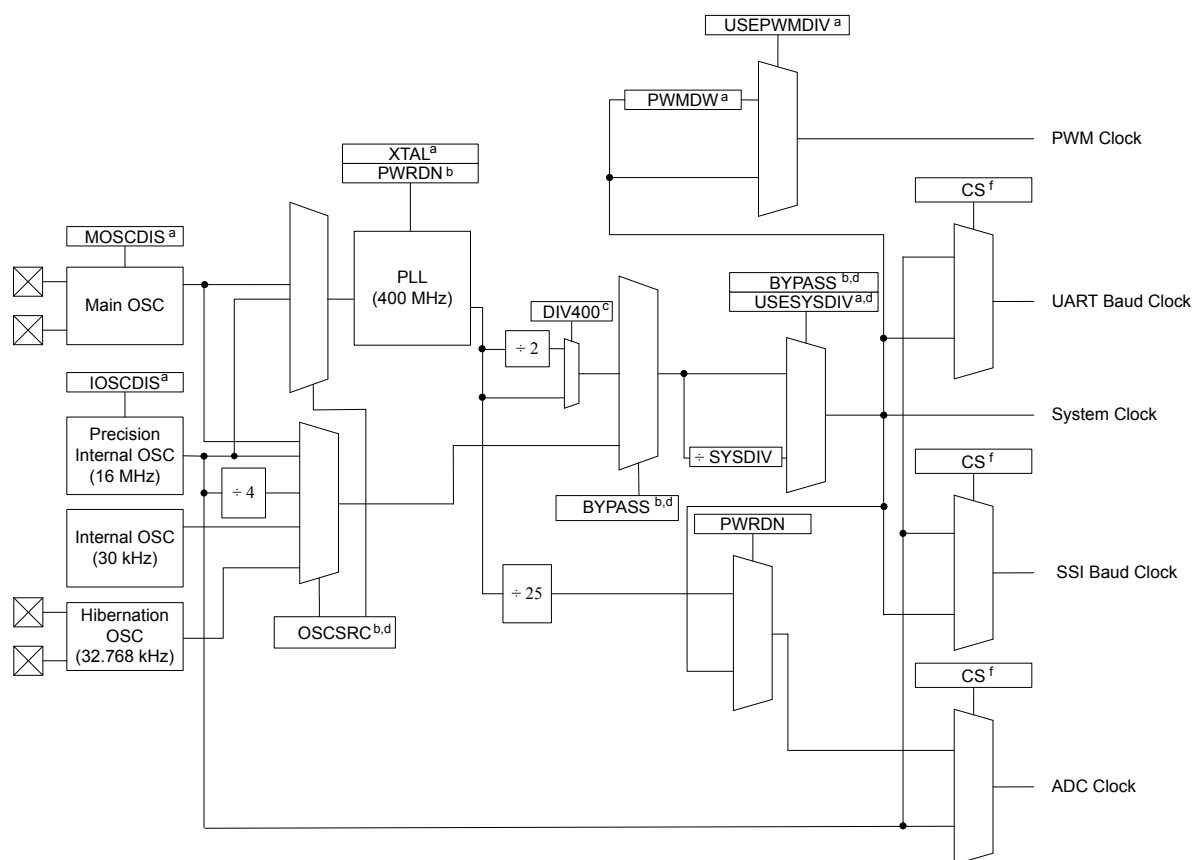 USEPWMDIV a
PWMDW a
PWM Clock
XTAL a
PWRDN b
CS f
MOSCDIS a
Main OSC
PLL
(400 MHz)
BYPASS b,d
USESYSDIV a,d
UART Baud Clock
DIV400 c
÷ 2
IOSCDIS a
Precision
Internal OSC
(16 MHz)
System Clock
÷ SYSDIV
CS f
÷ 4
BYPASS b,d
Internal OSC
(30 kHz)
PWRDN
SSI Baud Clock
÷ 25
Hibernation
OSC
(32.768 kHz)
OSCSRC b,d
CS f
ADC Clock